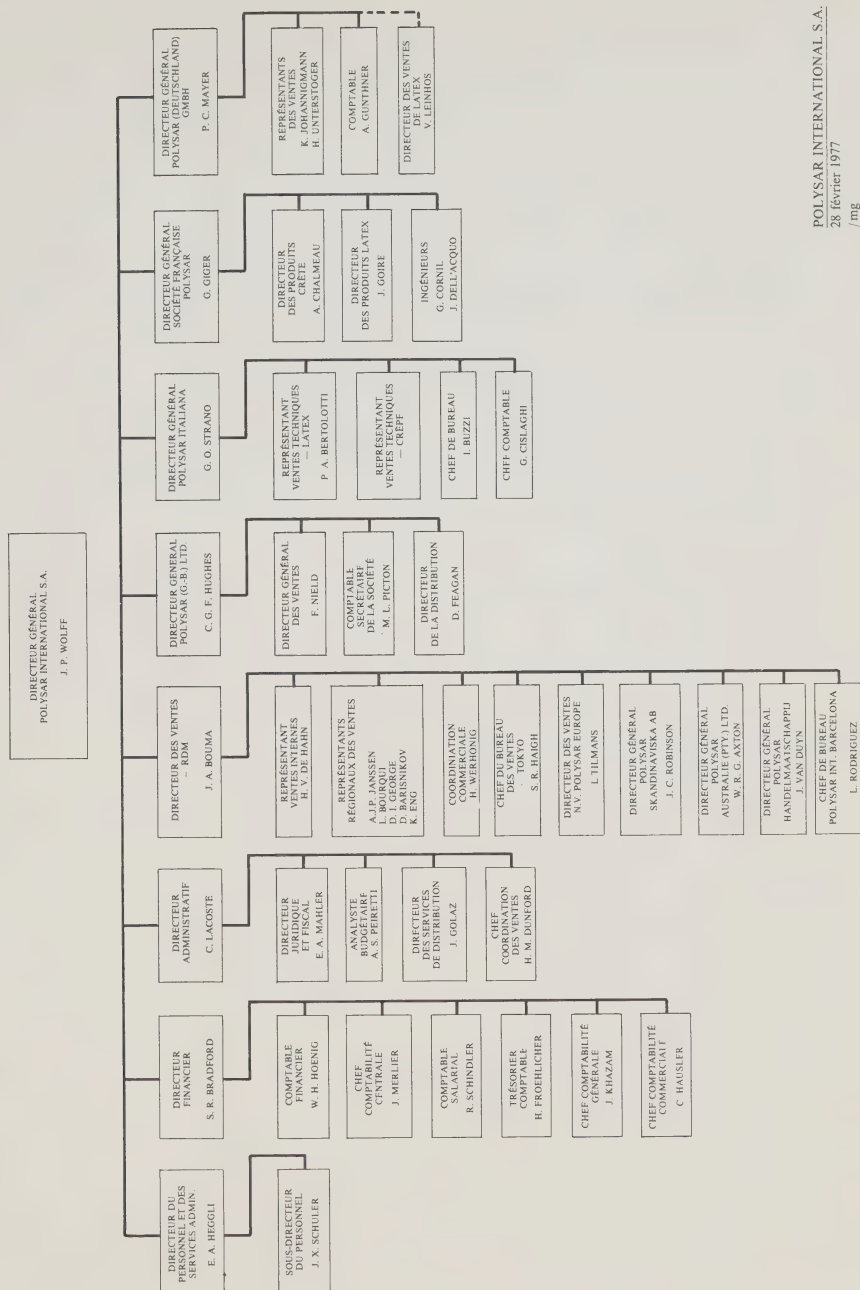 DIRECTEUR GÉNÉRAL
POLYSAR INTERNATIONAL S.A.
J. P. WOLFF
DIRECTEUR DU
PERSONNEL ET DES
SERVICES ADMIN.
E. A. HEGGLI
SOUS-DIRECTEUR
DU PERSONNEL
J. X. SCHULER
DIRECTEUR
FINANCIER
S. R. BRADFORD
COMPTABLE
FINANCIER
W. H. HOENIG
CHEF
COMPTABILITÉ
CENTRALE
J. MERLIER
COMPTABLE
SALARIAL
R. SCHINDLER
TRÉSORIER
COMPTABLE
H. FROEHLICHER
CHEF COMPTABILITÉ
GÉNÉRALE
J. KHAZAM
CHEF COMPTABILITÉ
COMMERCIALE
C HAUSLER
DIRECTEUR
ADMINISTRATIF
C. LACOSTE
DIRECTEUR
JURIDIQUE
ET FISCAL
E. A. MAHLER
ANALYSTE
BUDGÉTAIRE
A. S. PEIRETTI
DIRECTEUR
DES SERVICES
DE DISTRIBUTION
J. GOLAZ
CHEF
COORDINATION
DES VENTES
H. M. DUNFORD
DIRECTEUR DES VENTES
– RDM
J. A. BOUMA
REPRÉSENTANT
VENTES INTERNES
H. V. DE HAHN
REPRÉSENTANTS
RÉGIONAUX DES VENTES
A.J.P. JANSSEN
L. BOURQUI
D. I. GEORGE
D. BARISNIKOV
K. ENG
COORDINIATION
COMMERCIALE
H. WERHONIG
CHEF DU BUREAU
DES VENTES
TOKYO
S. R. HAIGH
DIRECTEUR DES VENTES
N.V. POLYSAR EUROPE
L TILMANS
DIRECTEUR GÉNÉRAL
POLYSAR
SKANDINAVISKA AB
J. C. ROBINSON
DIRECTEUR GÉNÉRAL
POLYSAR
AUSTRALIE (PTY.) LTD.
W. R. G. AXTON
DIRECTEUR GÉNÉRAL
POLYSAR
HANDELMAATSCHAPPIJ
J. VAN DUYN
CHEF DE BUREAU
POLYSAR INT. BARCELONA
L. RODRIGUEZ
DIRECTEUR GENERAL
POLYSAR (G.-B.) LTD.
C. G. F. HUGHES
DIRECTEUR GÉNÉRAL
DES VENTES
F. NIELD
COMPTABLE
SECRÉTAIRE
DE LA SOCIÉTÉ
M. L. PICTON
DIRECTEUR
DE LA DISTRIBUTION
D. FEAGAN
DIRECTEUR GÉNÉRAL
POLYSAR ITALIANA
G. O. STRANO
REPRÉSENTANT
VENTES TECHNIQUES
— LATEX
P A. BERTOLOTTI
REPRÉSENTANT
VENTES TECHNIQUES
— CRÊPE
CHEF DE BUREAU
I. BUZZI
CHEF COMPTABLE
G. CISLAGHI
DIRECTEUR GÉNÉRAL
SOCIÉTÉ FRANÇAISE
POLYSAR
G. GIGER
DIRECTEUR
DES PRODUITS
CRÊTE
A. CHALMEAU
DIRECTEUR
DES PRODUITS LATEX
J. GOIRE
INGÉNIEURS
G. CORNIL
J. DELL'ACQUO
DIRECTEUR GÉNÉRAL
POLYSAR (DEUTSCHLAND)
GMBH
P. C. MAYER
REPRÉSENTANTS
DES VENTES
K. JOHANNIGMANN
H. UNTERSTOGER
COMPTABLE
A. GUNTHNER
DIRECTEUR DES VENTES
DE LATEX
V. LEINHOS
POLYSAR INTERNATIONAL S.A.
28 février 1977
/mg